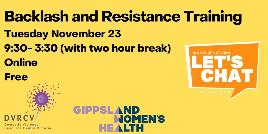 Backlash and Resistance Training
Tuesday November 23
9:30- 3:30 (with two hour break)
Online
Free
LET'S
CHAT
DVRCV
GIPPSLAND
WOMEN'S
HEALTH